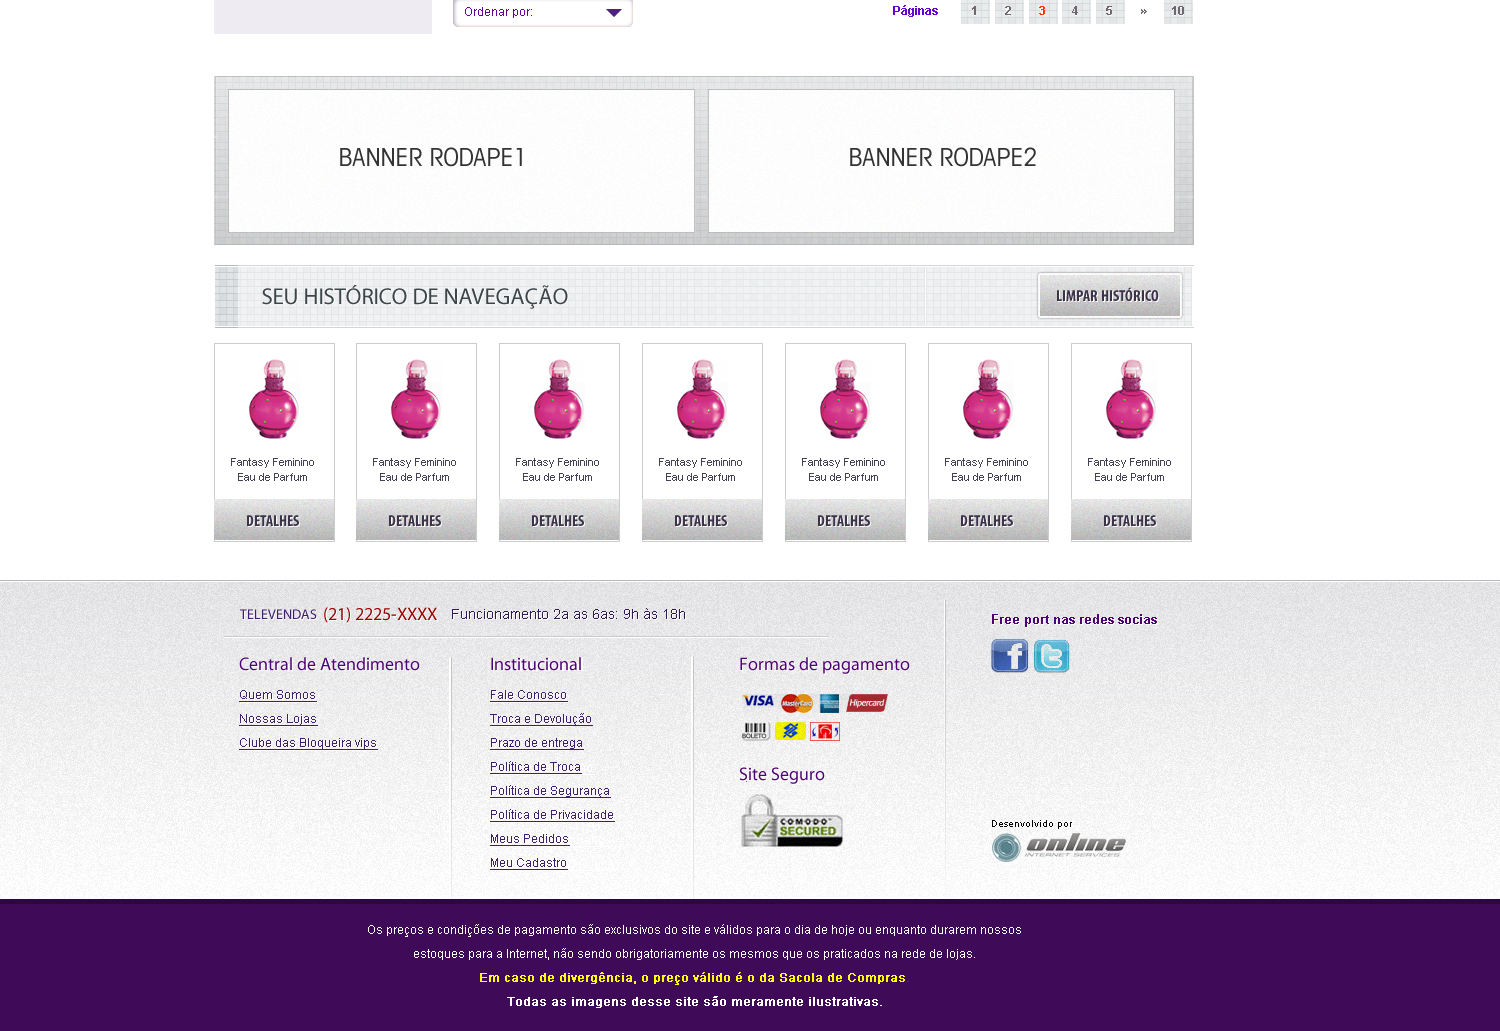 Ordenar por:
Páginas 1 2 3 4 5 » 10
BANNER RODAPE1
BANNER RODAPE2
SEU HISTÓRICO DE NAVEGAÇÃO
LIMPAR HISTÓRICO
Fantasy Feminino
Eau de Parfum
DETALHES
Fantasy Feminino
Eau de Parfum
DETALHES
Fantasy Feminino
Eau de Parfum
DETALHES
Fantasy Feminino
Eau de Parfum
DETALHES
Fantasy Feminino
Eau de Parfum
DETALHES
Fantasy Feminino
Eau de Parfum
DETALHES
Fantasy Feminino
Eau de Parfum
DETALHES
TELEVENDAS (21) 2225-XXXX Funcionamento 2a as 6as: 9h às 18h
Central de Atendimento
Quem Somos
Nossas Lojas
Clube das Bloqueira vips
Institucional
Fale Conosco
Troca e Devolução
Prazo de entrega
Política de Troca
Política de Segurança
Política de Privacidade
Meus Pedidos
Meu Cadastro
Formas de pagamento
VISA MasterCard Hipercard
BOLETO
Site Seguro
COMODO
SECURED
Free port nas redes socias
Desenvolvido por
online
INTERNET SERVICES
Os preços e condições de pagamento são exclusivos do site e válidos para o dia de hoje ou enquanto durarem nossos
estoques para a Internet, não sendo obrigatoriamente os mesmos que os praticados na rede de lojas.
Em caso de divergência, o preço válido é o da Sacola de Compras
Todas as imagens desse site são meramente ilustrativas.